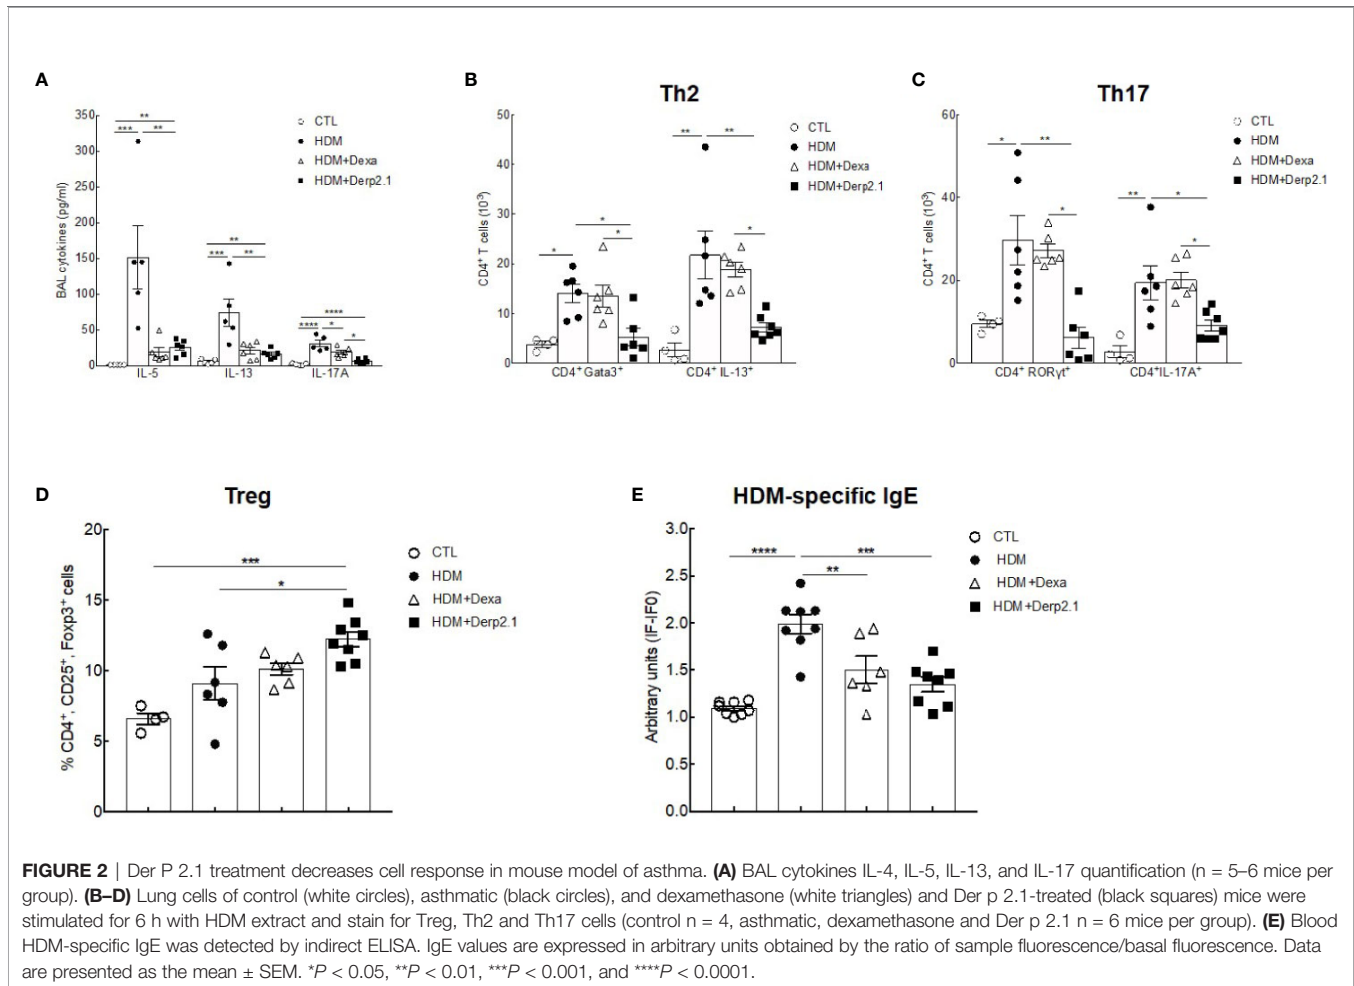 A
BAL cytokines (pg/ml)
350
300
250
200
150
100
50
0
**
*** **
**
*** **
****
**** * *
IL-5 IL-13 IL-17A
CTL
HDM
HDM+Dexa
HDM+Derp2.1
B
Th2
CD4+ T cells (10³)
50
40
30
20
10
0
* * *
** ** *
CD4+Gata3+ CD4+ IL-13+
CTL
HDM
HDM+Dexa
HDM+Derp2.1
C
Th17
CD4+ T cells (10³)
60
40
20
0
* ** *
** * *
CD4+ RORγt+ CD4+IL-17A+
CTL
HDM
HDM+Dexa
HDM+Derp2.1
D
Treg
% CD4+, CD25+, Foxp3+ cells
20
15
10
5
0
***
*
CTL
HDM
HDM+Dexa
HDM+Derp2.1
E
HDM-specific IgE
Arbitrary units (IF-IF0)
3.0
2.5
2.0
1.5
1.0
0.5
0.0
**** ***
**
CTL
HDM
HDM+Dexa
HDM+Derp2.1
FIGURE 2 | Der P 2.1 treatment decreases cell response in mouse model of asthma. (A) BAL cytokines IL-4, IL-5, IL-13, and IL-17 quantification (n = 5–6 mice per
group). (B–D) Lung cells of control (white circles), asthmatic (black circles), and dexamethasone (white triangles) and Der p 2.1-treated (black squares) mice were
stimulated for 6 h with HDM extract and stain for Treg, Th2 and Th17 cells (control n = 4, asthmatic, dexamethasone and Der p 2.1 n = 6 mice per group). (E) Blood
HDM-specific IgE was detected by indirect ELISA. IgE values are expressed in arbitrary units obtained by the ratio of sample fluorescence/basal fluorescence. Data
are presented as the mean ± SEM. *P < 0.05, **P < 0.01, ***P < 0.001, and ****P < 0.0001.